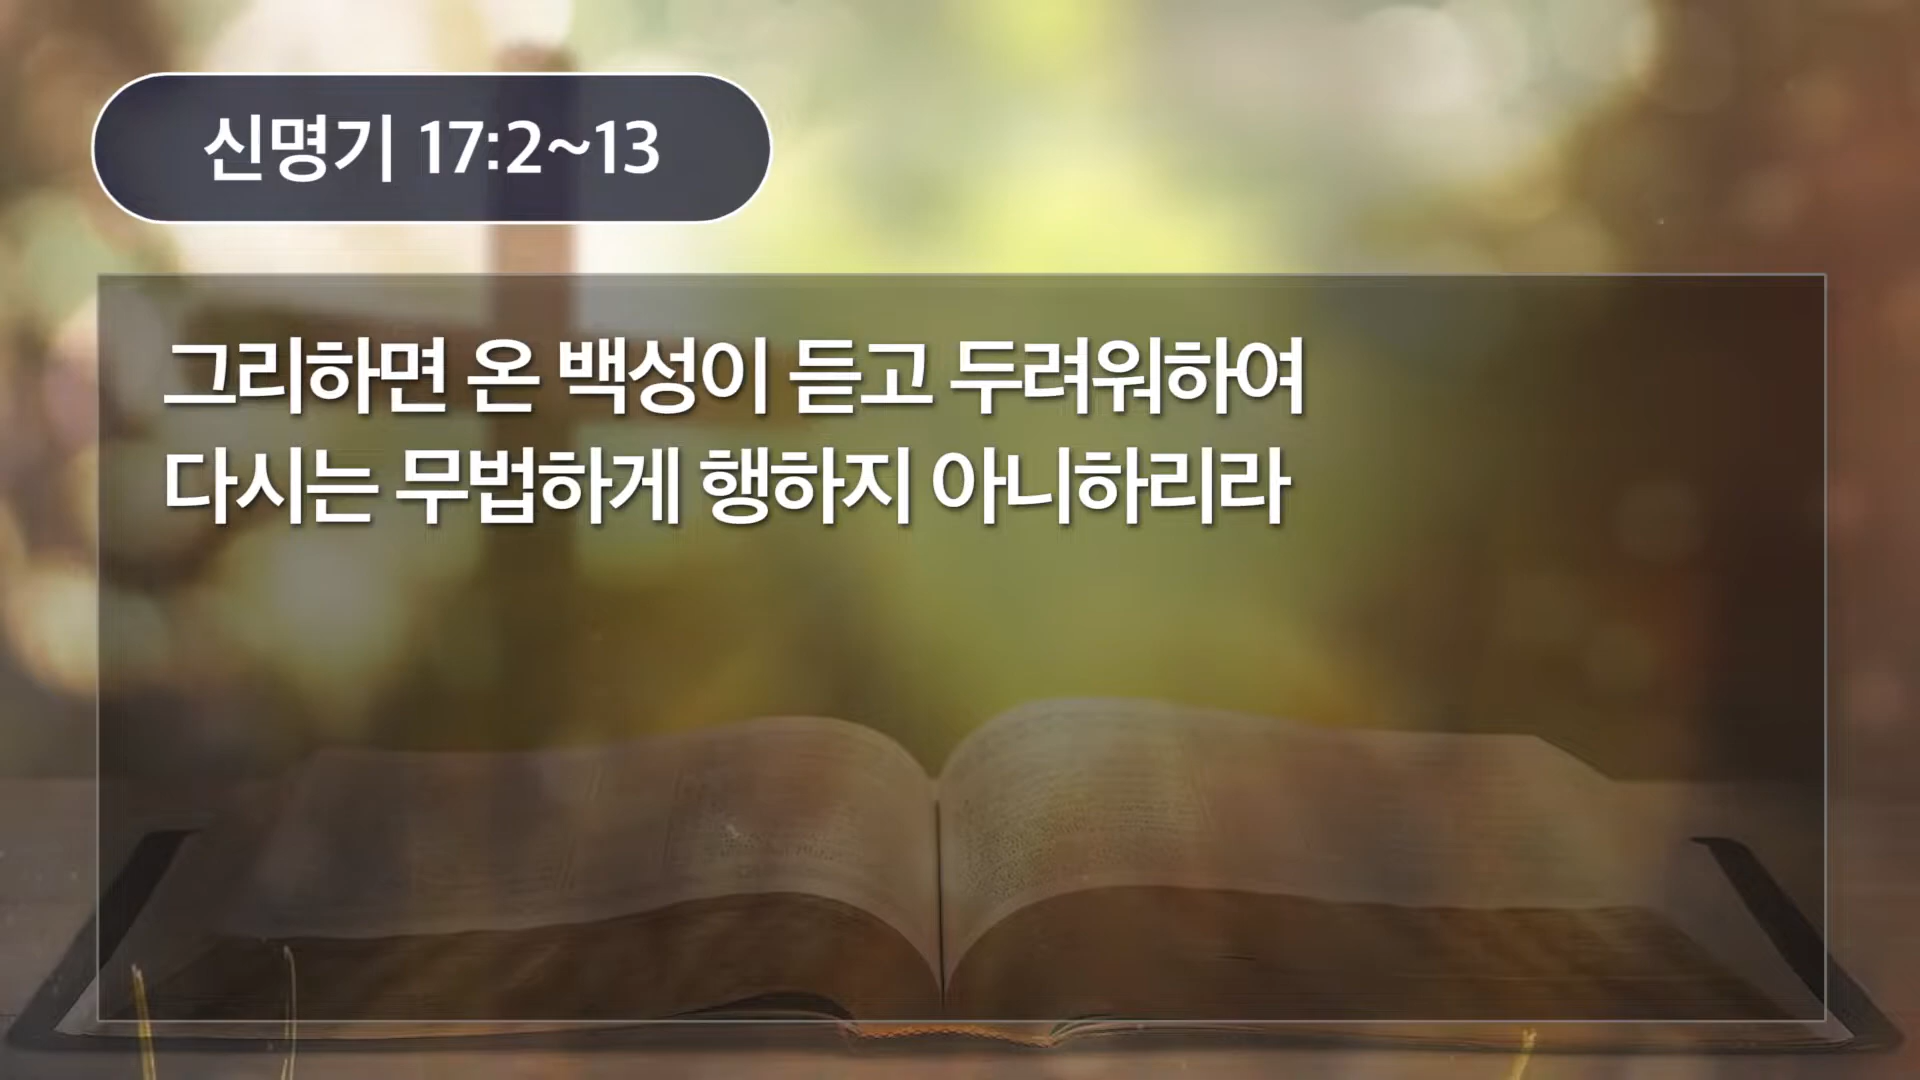 신명기 17:2~13
그리하면 온 백성이 듣고 두려워하여
다시는 무법하게 행하지 아니하리라